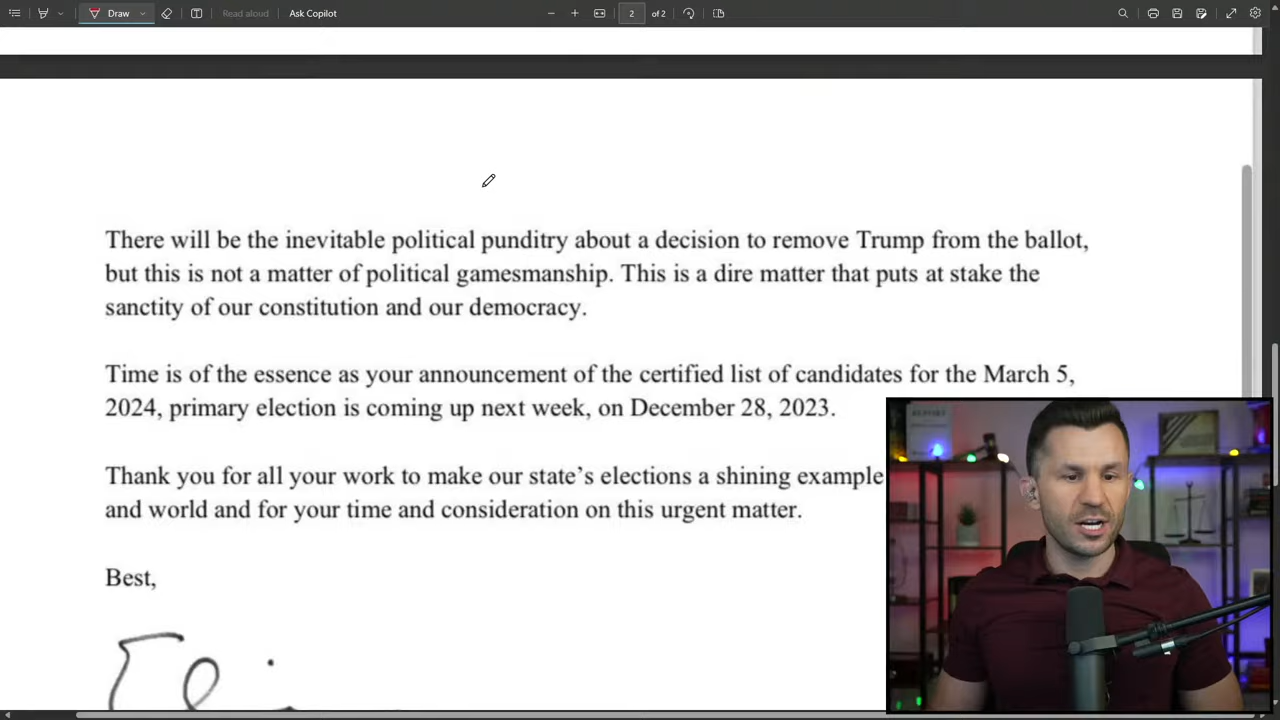 Draw
Read aloud
Ask Copilot
2 of 2
There will be the inevitable political punditry about a decision to remove Trump from the ballot,
but this is not a matter of political gamesmanship. This is a dire matter that puts at stake the
sanctity of our constitution and our democracy.
Time is of the essence as your announcement of the certified list of candidates for the March 5,
2024, primary election is coming up next week, on December 28, 2023.
Thank you for all your work to make our state’s elections a shining example
and world and for your time and consideration on this urgent matter.
Best,